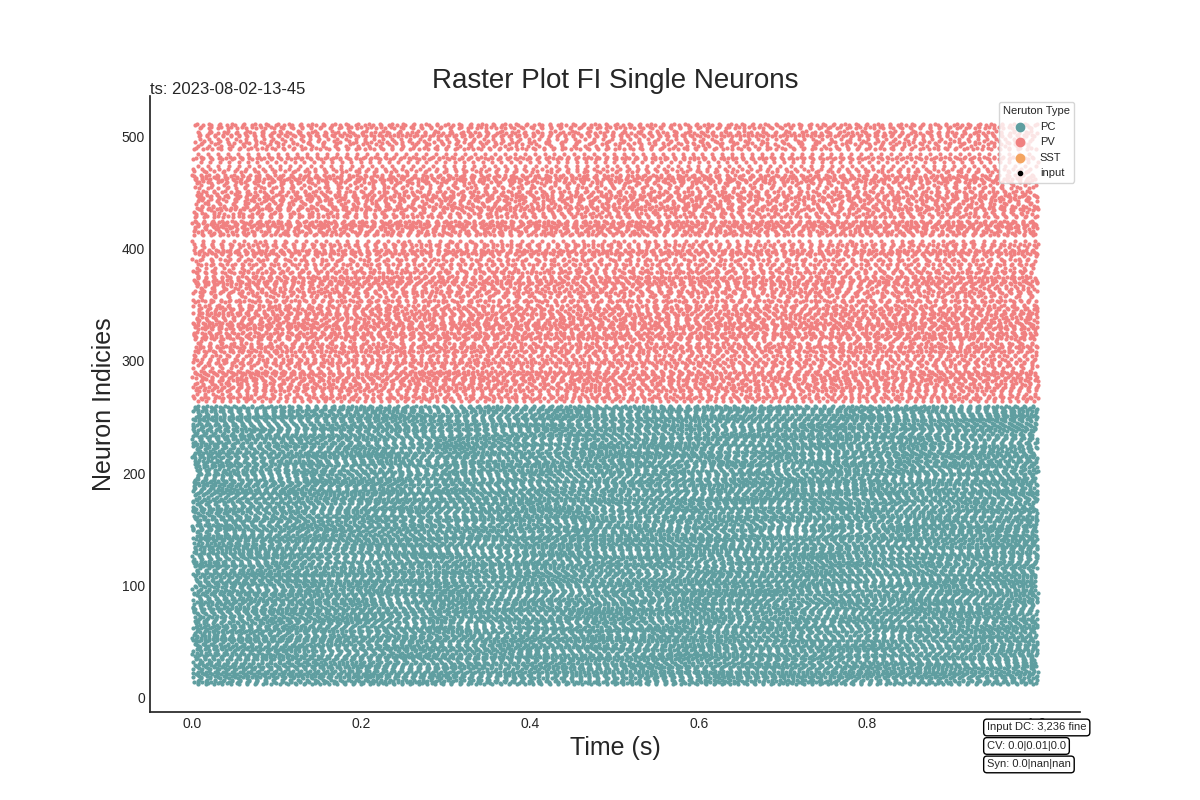 Raster Plot FI Single Neurons
ts: 2023-08-02-13-45
Neruton Type
PC
PV
SST
input
500
400
300
200
100
0
Neuron Indicies
0.0 0.2 0.4 0.6 0.8
Time (s)
Input DC: 3,236 fine
CV: 0.0|0.01|0.0
Syn: 0.0|nan|nan